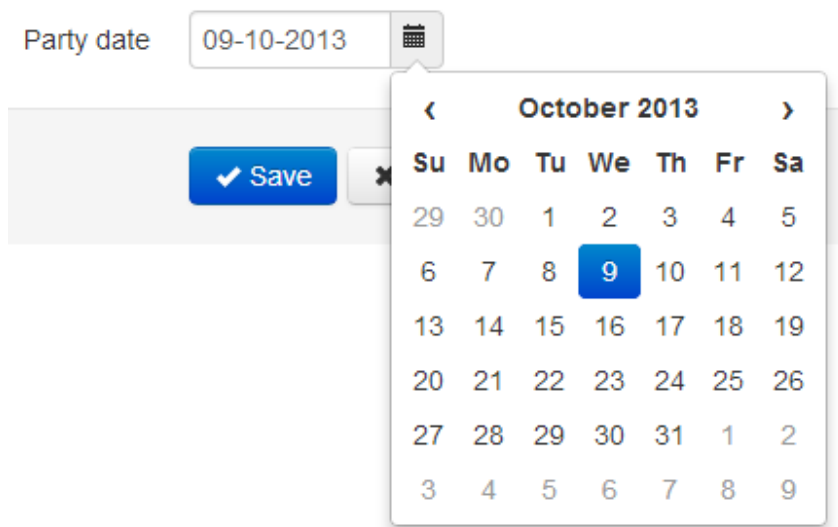 Party date 09-10-2013
‹ October 2013 ›
Su Mo Tu We Th Fr Sa
29 30 1 2 3 4 5
6 7 8 9 10 11 12
13 14 15 16 17 18 19
20 21 22 23 24 25 26
27 28 29 30 31 1 2
3 4 5 6 7 8 9
Save